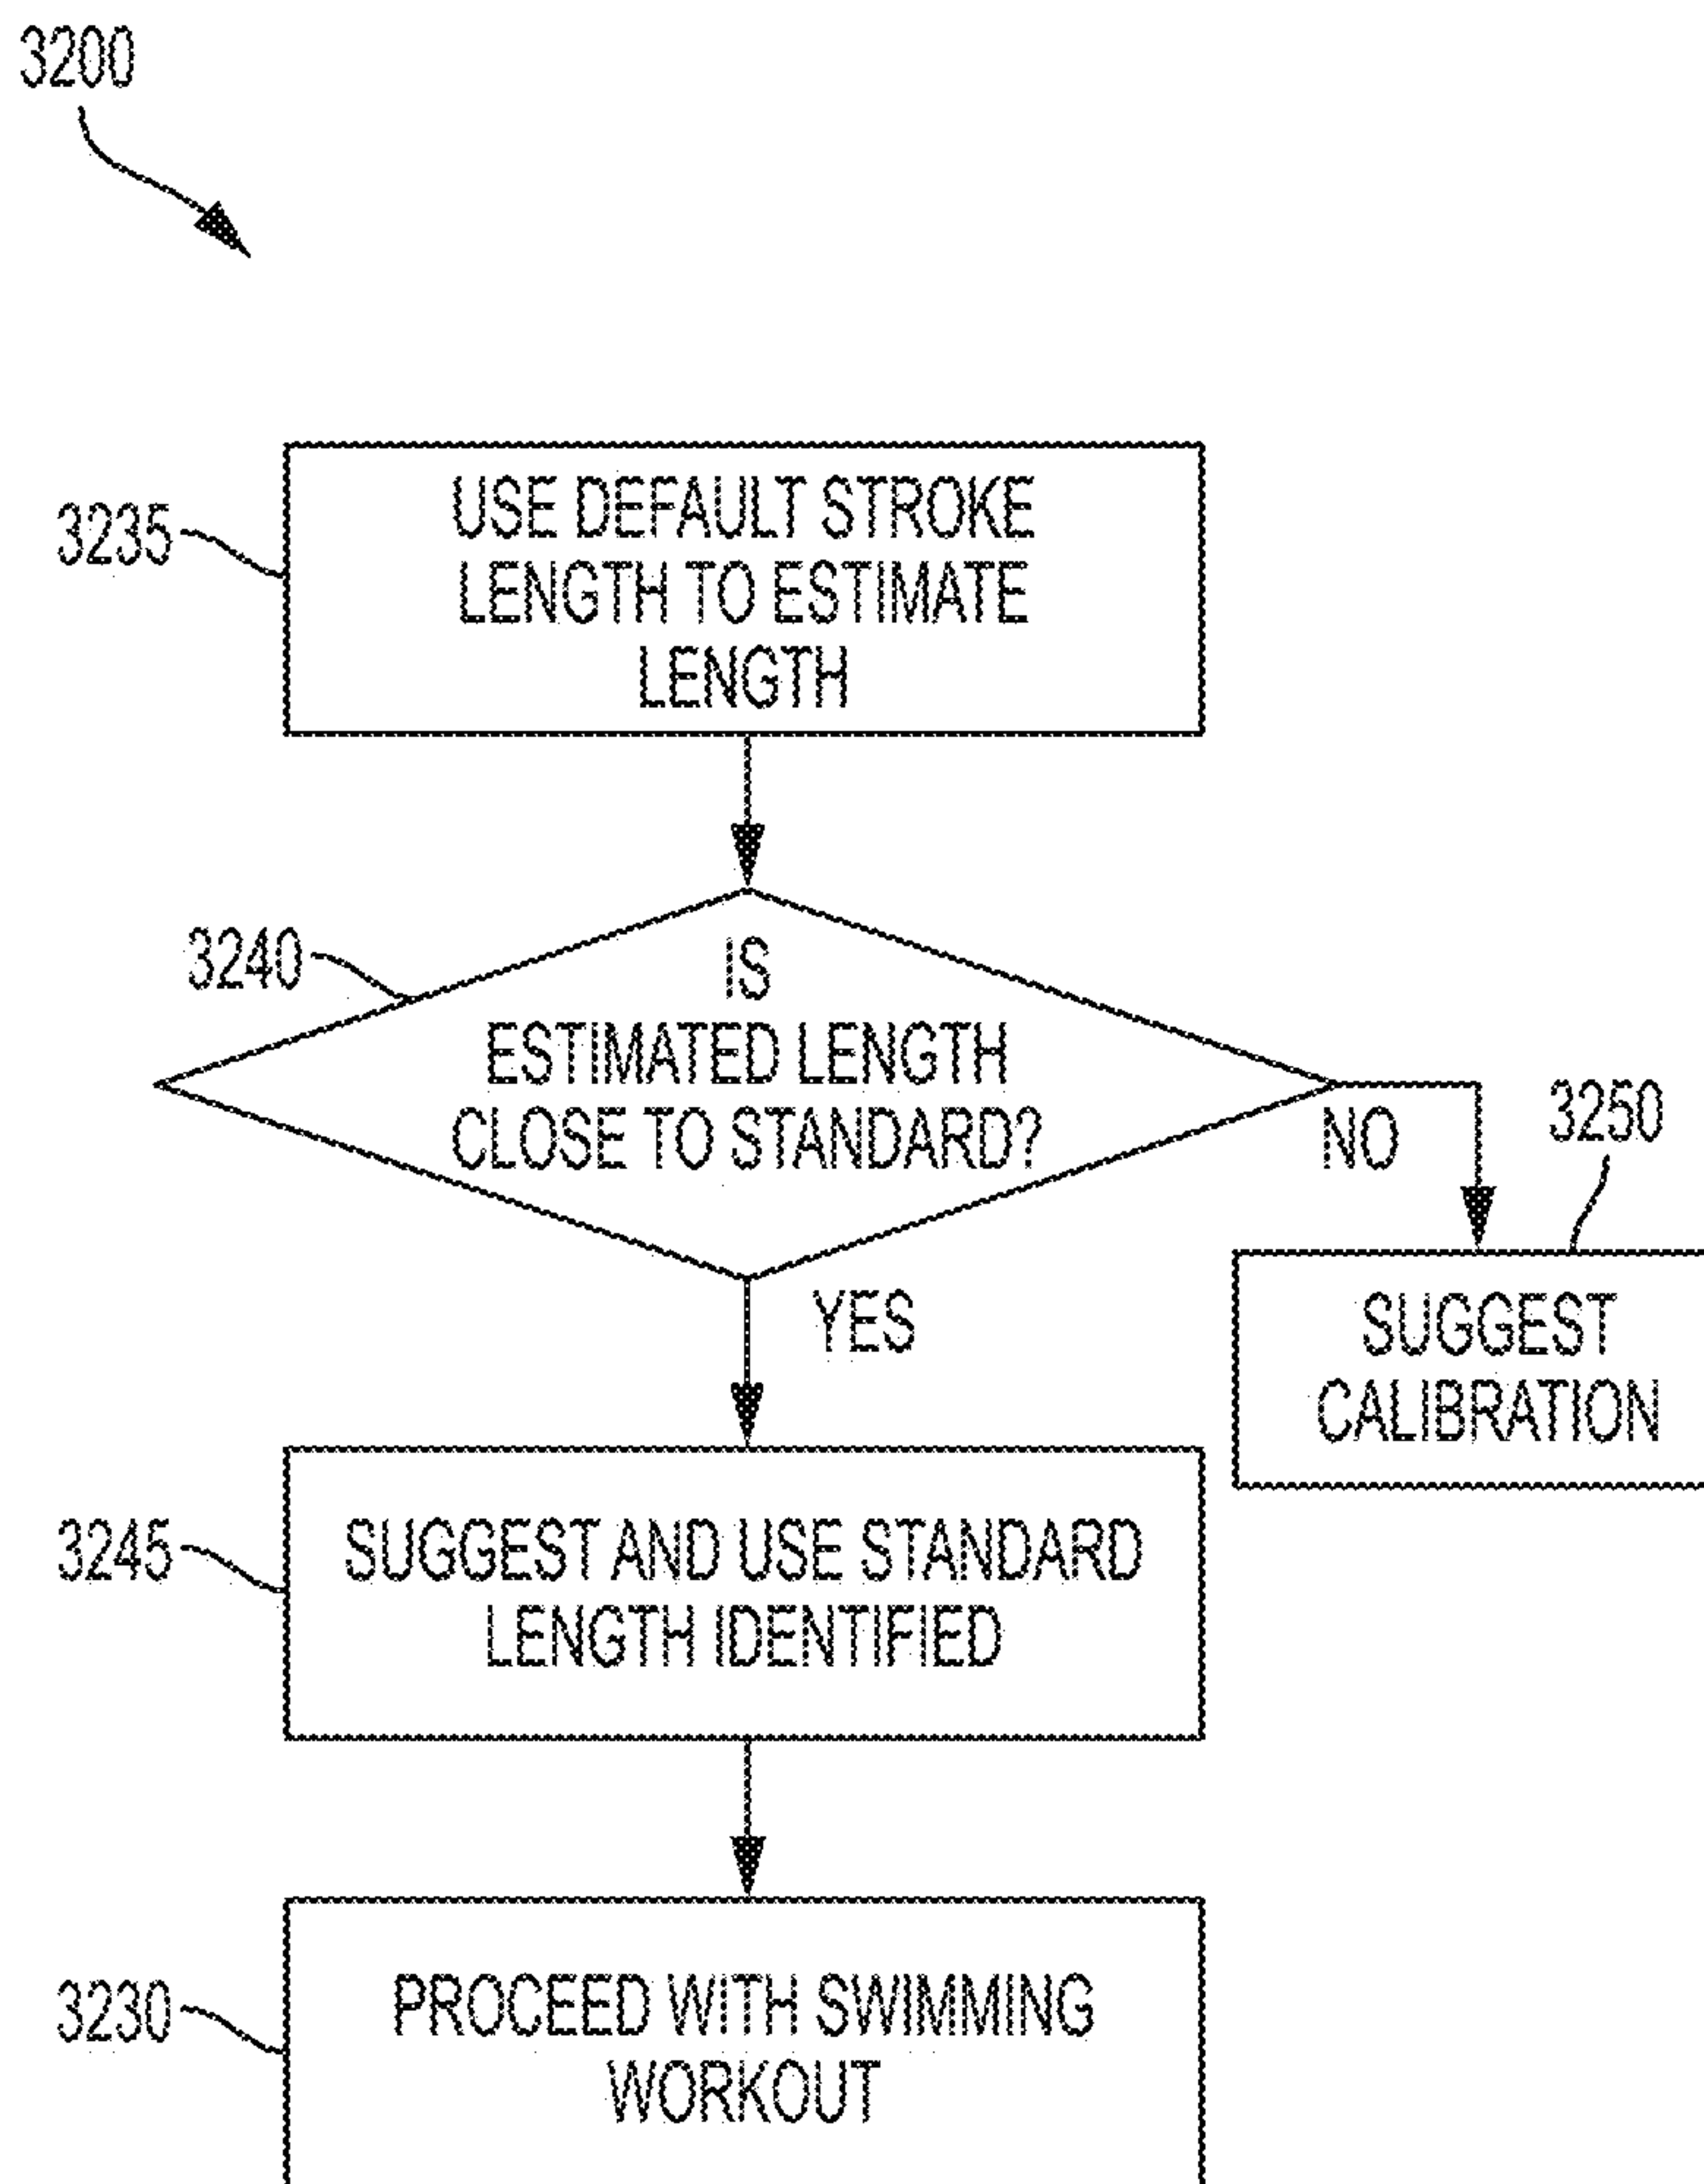 3200
3235
USE DEFAULT STROKE
LENGTH TO ESTIMATE
LENGTH
3240
IS
ESTIMATED LENGTH
CLOSE TO STANDARD?
NO
3250
YES
SUGGEST
CALIBRATION
3245
SUGGEST AND USE STANDARD
LENGTH IDENTIFIED
3230
PROCEED WITH SWIMMING
WORKOUT